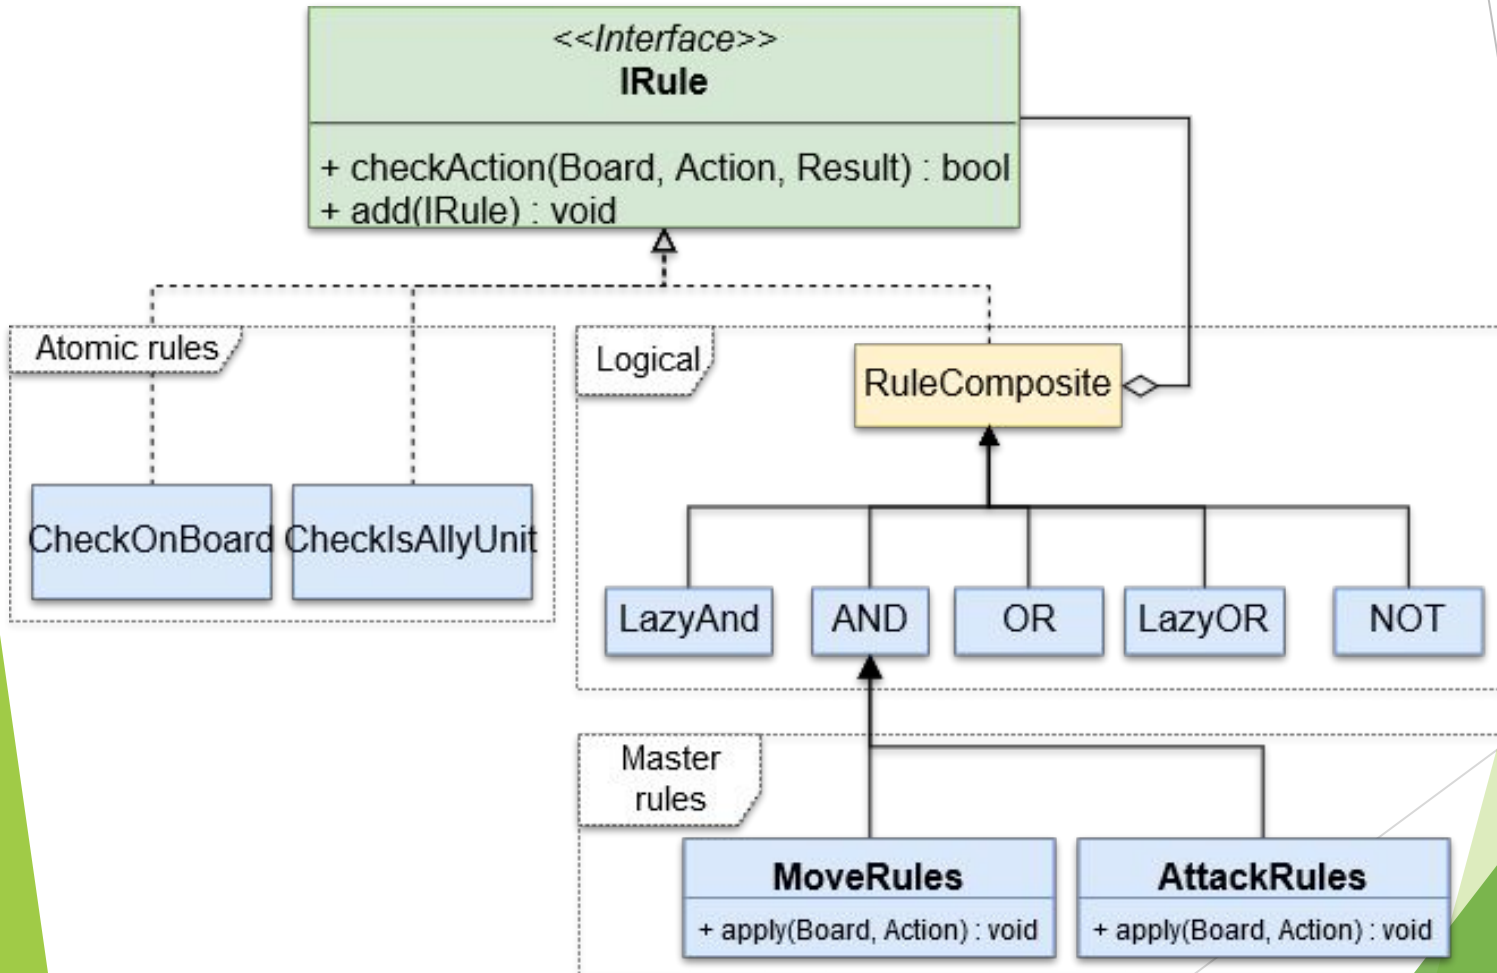 <<Interface>>
IRule
+ checkAction(Board, Action, Result) : bool
+ add(IRule) : void
Atomic rules
CheckOnBoard
CheckIsAllyUnit
Logical
RuleComposite
LazyAnd
AND
OR
LazyOR
NOT
Master
rules
MoveRules
+ apply(Board, Action) : void
AttackRules
+ apply(Board, Action) : void